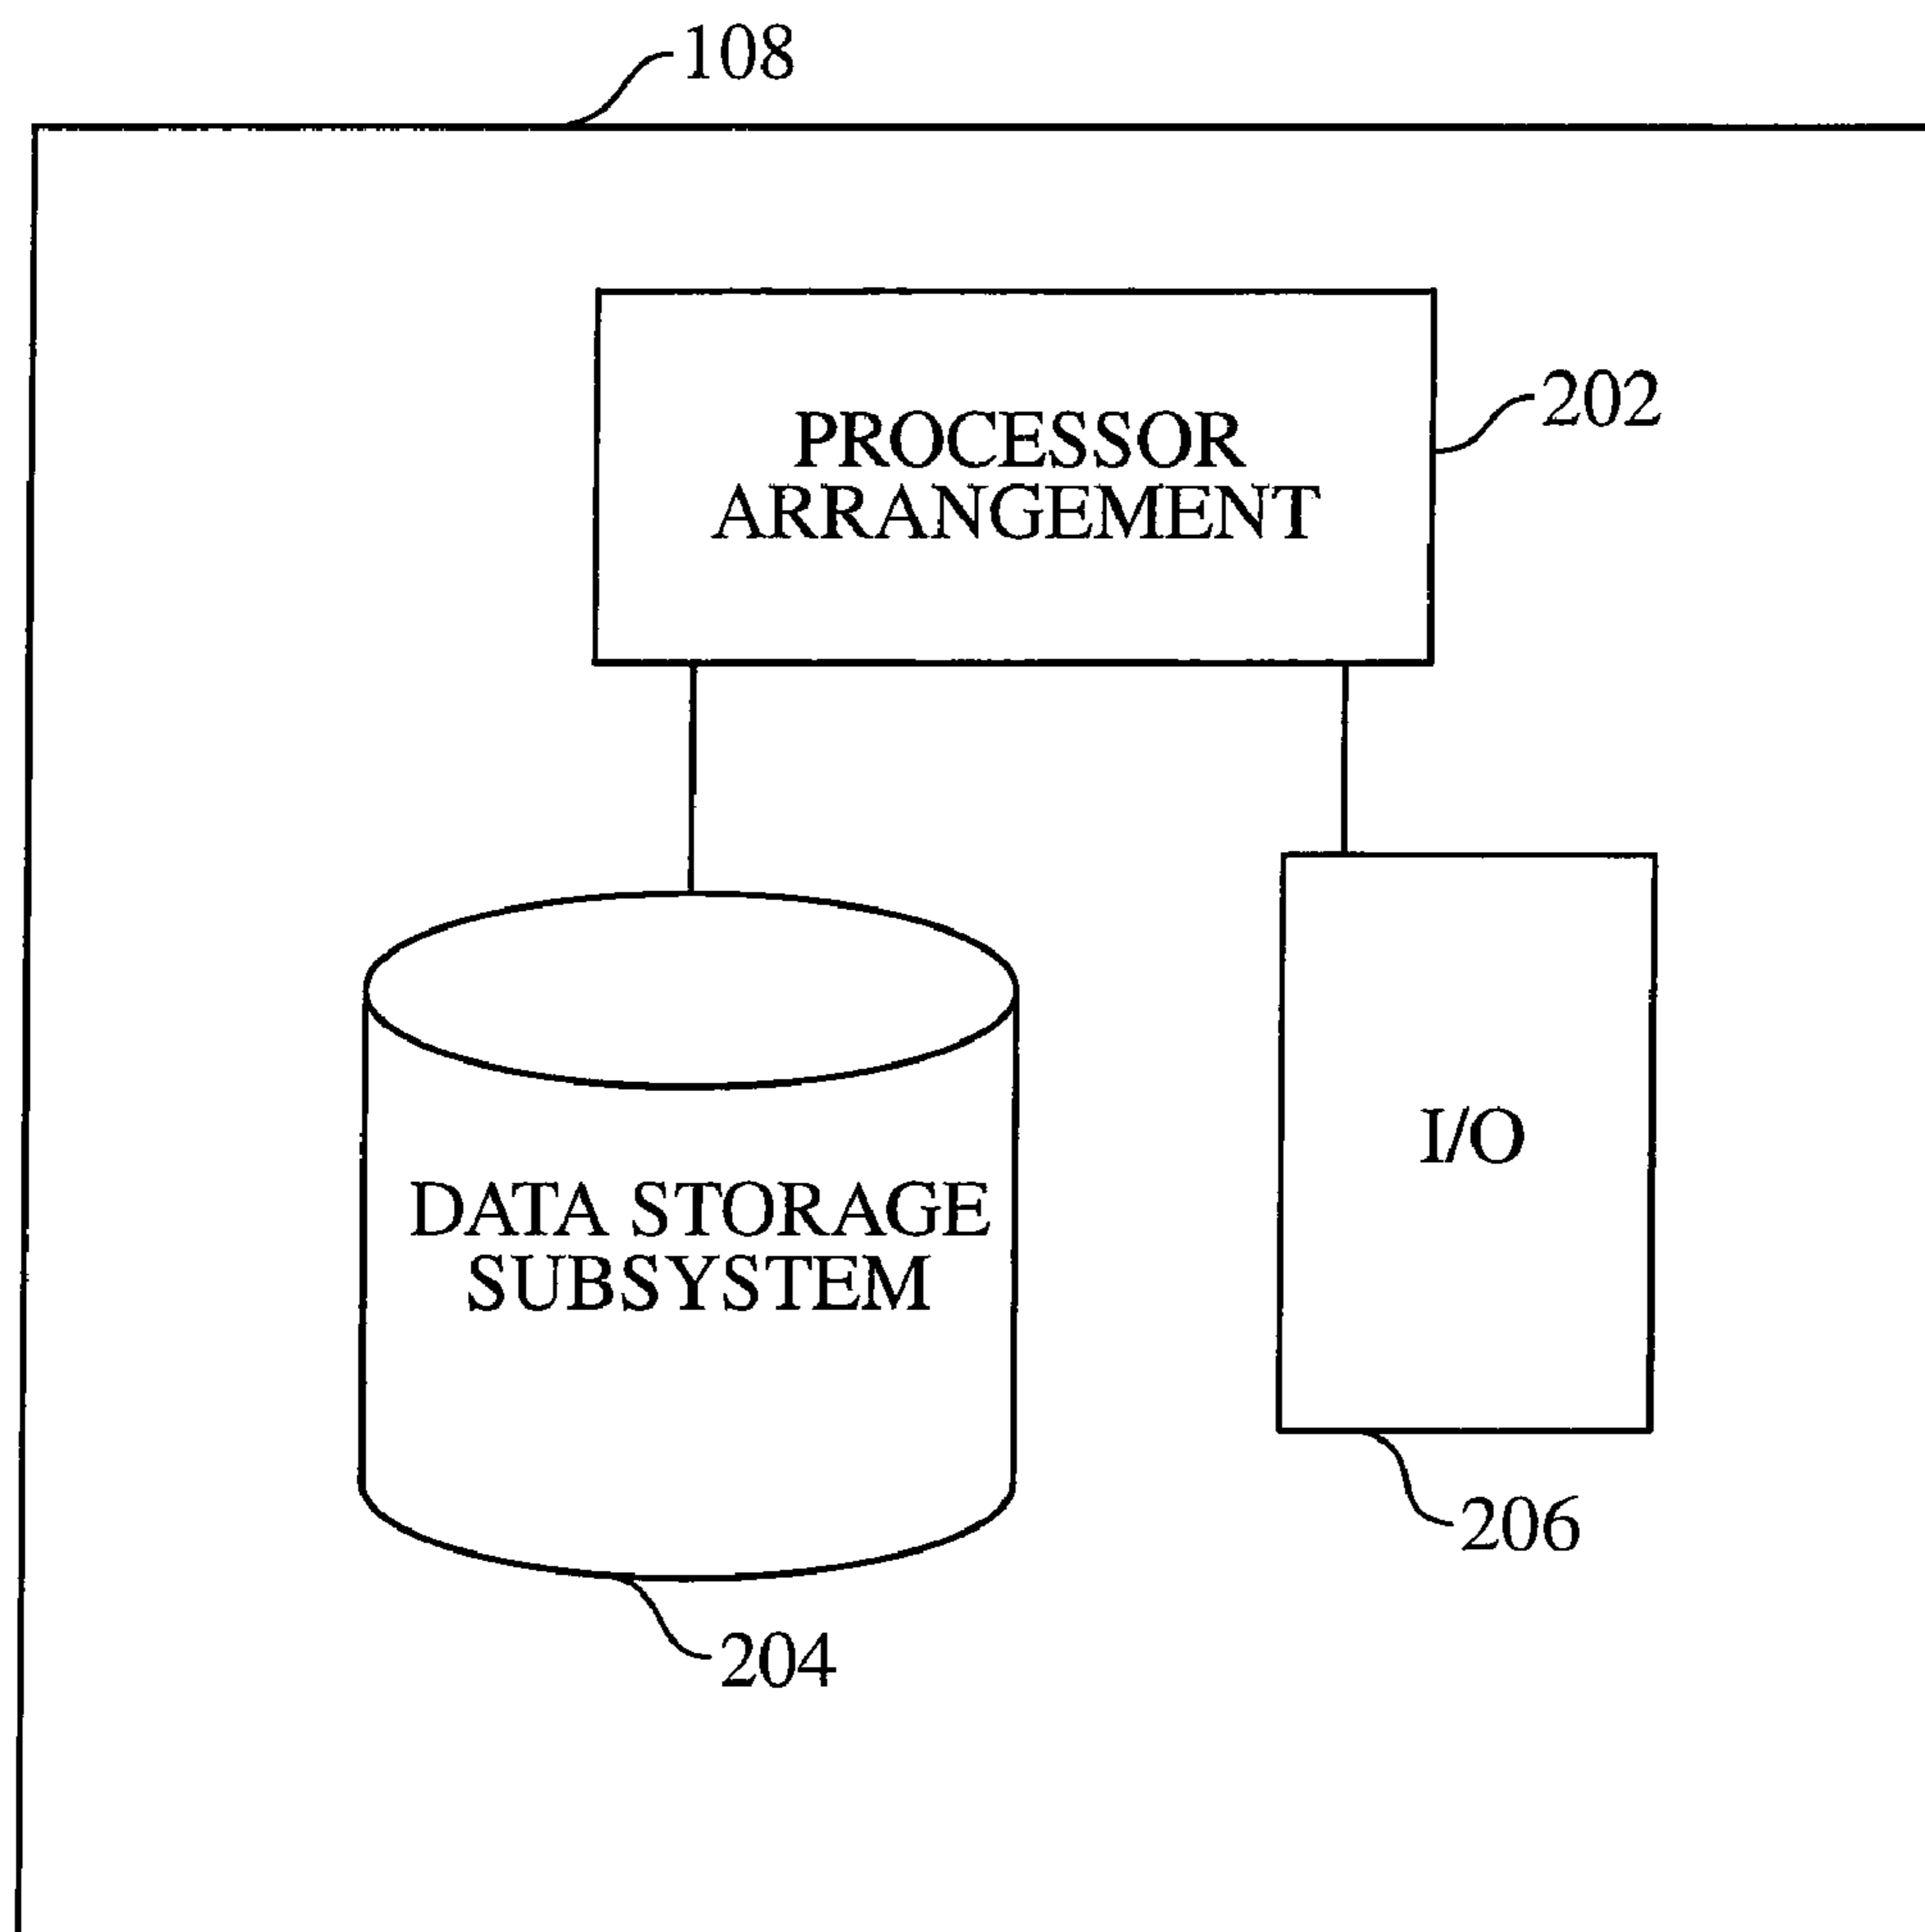 108
202
PROCESSOR
ARRANGEMENT
I/O
DATA STORAGE
SUBSYSTEM
206
204